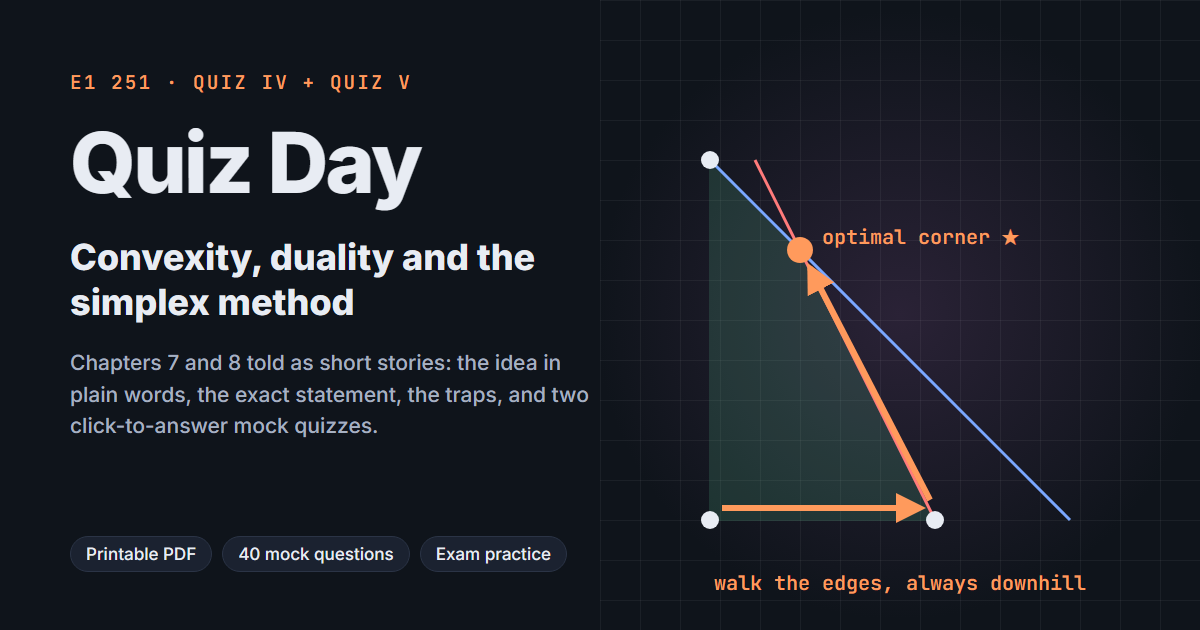 E1 251 · QUIZ IV + QUIZ V
Quiz Day
Convexity, duality and the
simplex method
Chapters 7 and 8 told as short stories: the idea in
plain words, the exact statement, the traps, and two
click-to-answer mock quizzes.
Printable PDF
40 mock questions
Exam practice
optimal corner ★
walk the edges, always downhill